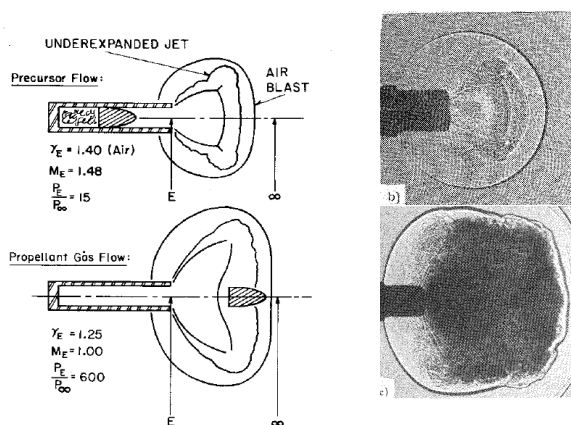 UNDEREXPANDED JET
AIR
BLAST
Precursor Flow:
γE = 1.40 (Air)
ME = 1.48
PE
P∞
= 15
E
∞
Propellant Gas Flow:
γE = 1.25
ME = 1.00
PE
P∞
= 600
E
∞
b)
c)